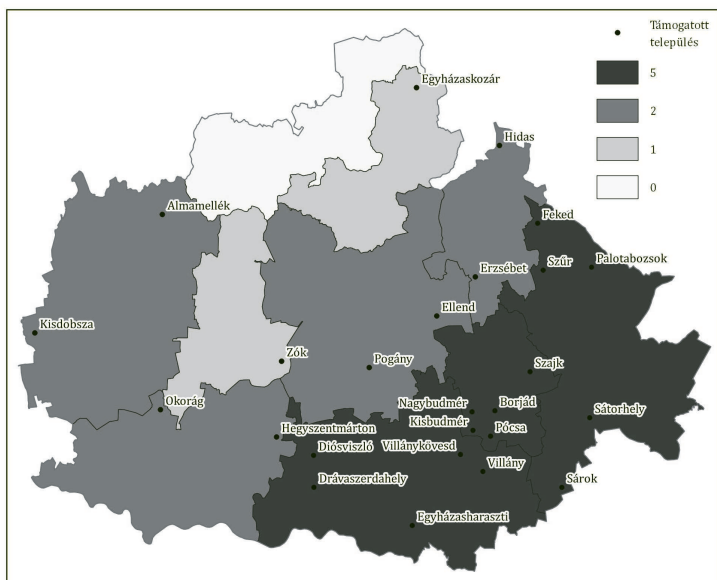 Támogatott
település
5
2
1
0
Egyházaskozár
Hidas
Almamellék
Feked
Erzsébet
Szűr
Palotabozsok
Ellend
Kisdobsza
Zók
Pogány
Szajk
Okorág
Nagybudmér
Borjád
Sátorhely
Kisbudmér
Pócsa
Hegyszentmárton
Diósviszló
Villánykövesd
Villány
Drávaszerdahely
Sárok
Egyházasharaszti